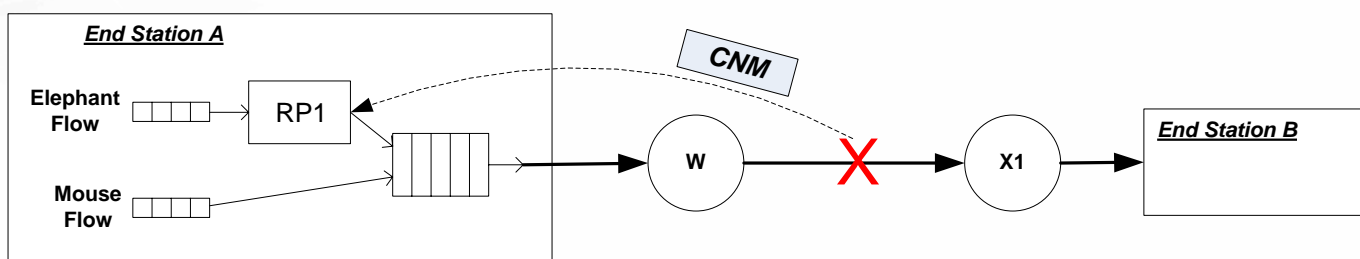 End Station A
CNM
Elephant
Flow
RP1
End Station B
W
X1
Mouse
Flow